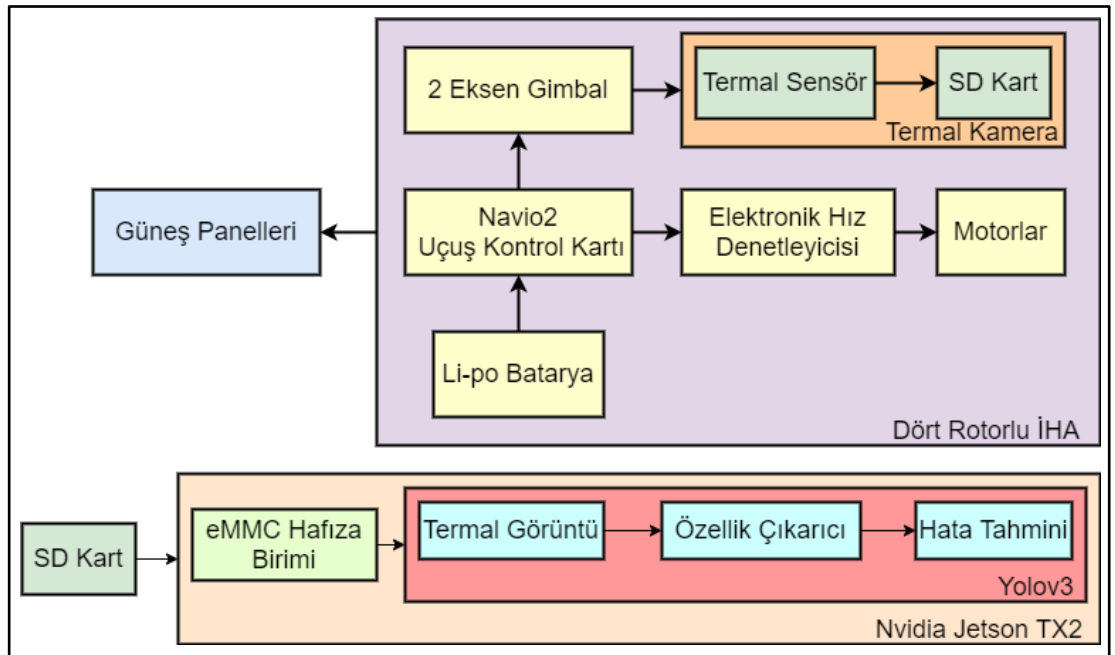 2 Eksen Gimbal
Termal Sensör
SD Kart
Termal Kamera
Güneş Panelleri
Navio2
Uçuş Kontrol Kartı
Elektronik Hız
Denetleyicisi
Motorlar
Li-po Batarya
Dört Rotorlu İHA
SD Kart
eMMC Hafıza
Birimi
Termal Görüntü
Özellik Çıkarıcı
Hata Tahmini
Yolov3
Nvidia Jetson TX2